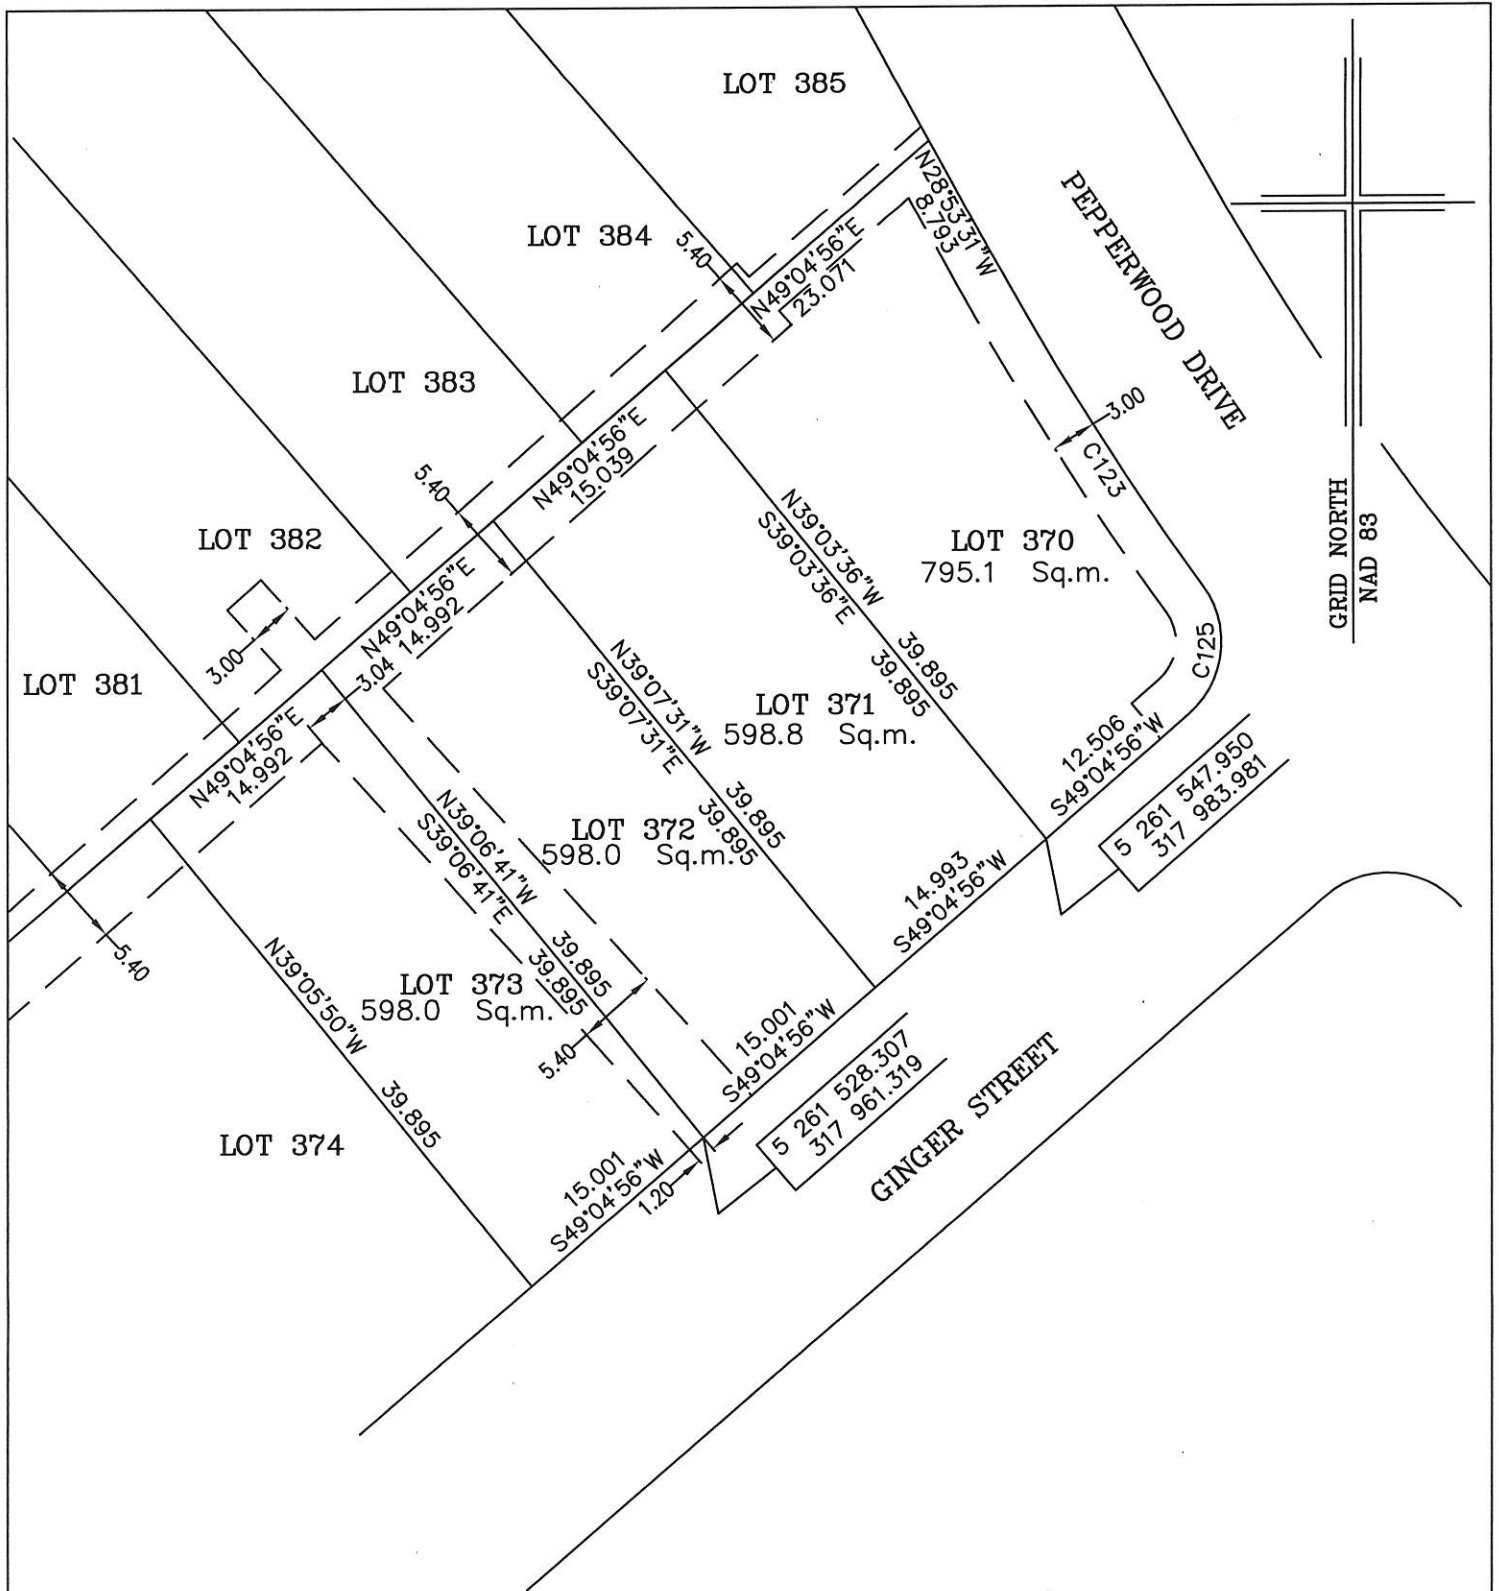 LOT 385
N28°53'31"W
8.793
PEPPERWOOD DRIVE
LOT 384
5.40
N49°04'56"E
23.071
LOT 383
3.00
C123
N49°04'56"E
15.039
5.40
GRID NORTH
NAD 83
LOT 382
N39°03'36"W
39.895
S39°03'36"E
39.895
LOT 370
795.1 Sq.m.
C125
N49°04'56"E
14.992
3.00
3.04
LOT 381
N39°07'31"W
39.895
S39°07'31"E
39.895
LOT 371
598.8 Sq.m.
12.506
S49°04'56"W
5 261 547.950
317 983.981
N49°04'56"E
14.992
N39°06'41"W
39.895
S39°06'41"E
39.895
LOT 372
598.0 Sq.m.
14.993
S49°04'56"W
5.40
N39°05'50"W
39.895
LOT 373
598.0 Sq.m.
5.40
15.001
S49°04'56"W
5 261 528.307
317 961.319
GINGER STREET
LOT 374
15.001
S49°04'56"W
1.20